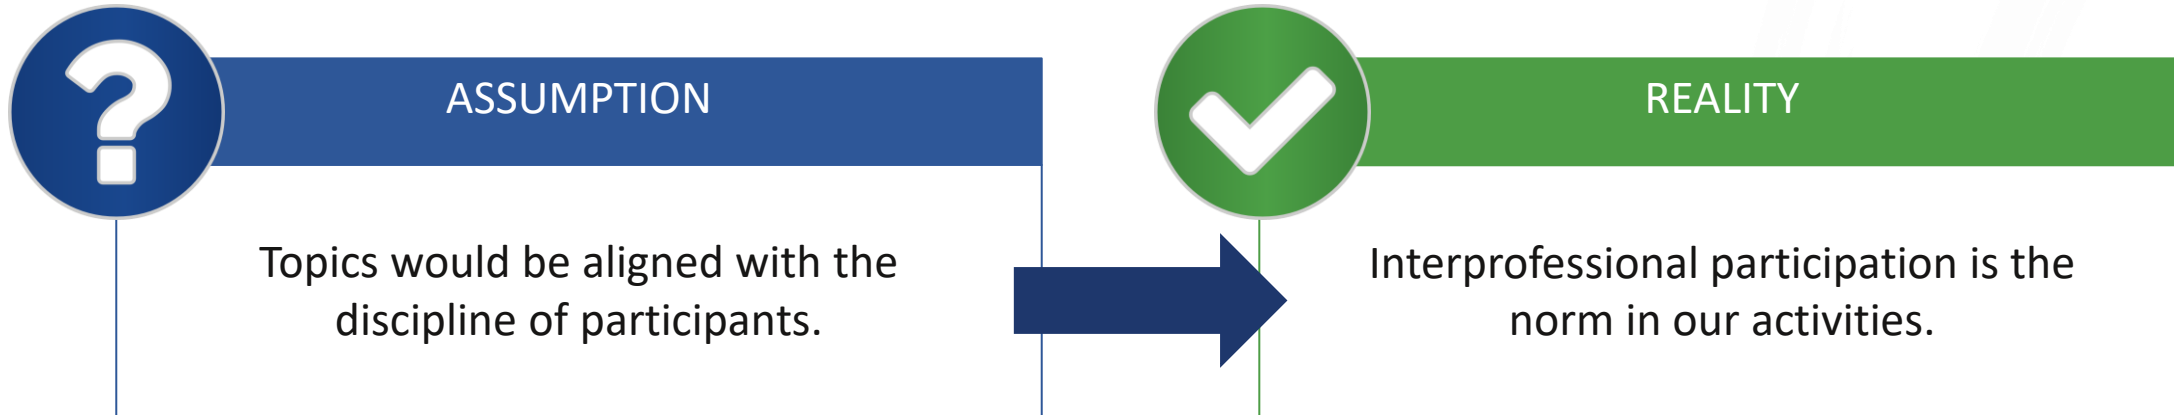 ASSUMPTION
Topics would be aligned with the
discipline of participants.
REALITY
Interprofessional participation is the
norm in our activities.